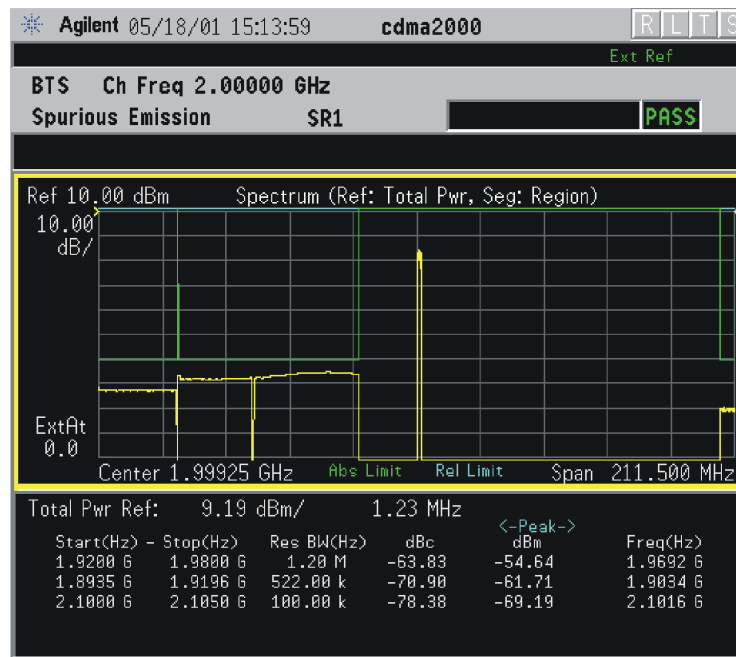 Agilent 05/18/01 15:13:59 cdma2000 R L T S
Ext Ref
BTS Ch Freq 2.00000 GHz
Spurious Emission SR1 PASS
Ref 10.00 dBm Spectrum (Ref: Total Pwr, Seg: Region)
10.00
dB/
ExtAt
0.0
Center 1.99925 GHz Abs Limit Rel Limit Span 211.500 MHz
Total Pwr Ref: 9.19 dBm/ 1.23 MHz
<-Peak->
Start(Hz) - Stop(Hz) Res BW(Hz) dBc dBm Freq(Hz)
1.9200 G 1.9800 G 1.20 M -63.83 -54.64 1.9692 G
1.8935 G 1.9196 G 522.00 k -70.90 -61.71 1.9034 G
2.1000 G 2.1050 G 100.00 k -78.38 -69.19 2.1016 G